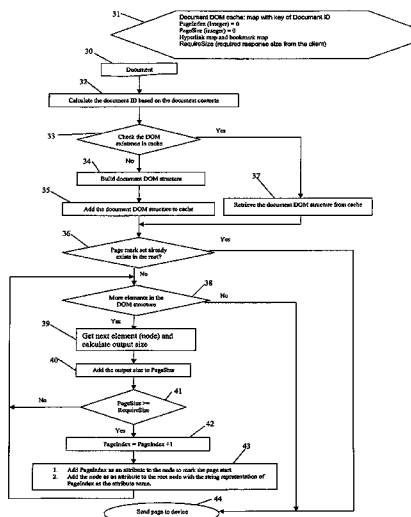 31
Document DOM cache: map with key of Document ID
PageIndex (Integer) = 0
PageSize (Integer) = 0
Hyperlink map and bookmark map
RequireSize (required response size from the client)
30
Document
32
Calculate the document ID based on the document contents
33
Check the DOM
existence in cache
Yes
No
34
Build document DOM structure
35
Add the document DOM structure to cache
37
Retrieve the document DOM structure from cache
36
Page mark set already
exists in the root?
Yes
No
38
More elements in the DOM
structure
No
Yes
39
Get next element (node) and
calculate output size
40
Add the output size to PageSize
41
PageSize >=
RequireSize
No
Yes
42
PageIndex = PageIndex +1
43
1. Add PageIndex as an attribute to the node to mark the page start.
2. Add the node as an attribute to the root node with the string representation of
PageIndex as the attribute name.
44
Send page to device